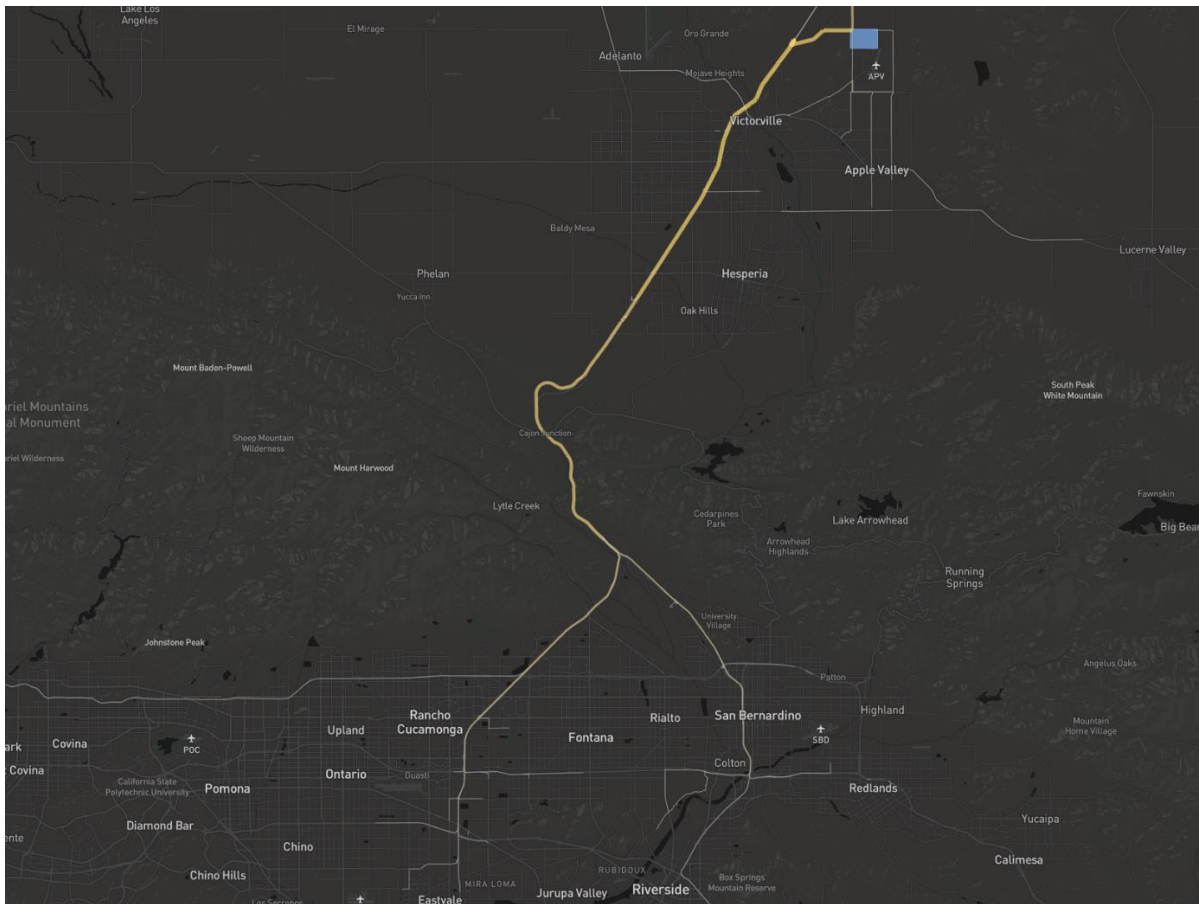 Lake Los
Angeles
El Mirage
Oro Grande
Adelanto
Mojave Heights
APV
Victorville
Apple Valley
Baldy Mesa
Lucerne Valley
Phelan
Hesperia
Yucca Inn
Oak Hills
Mount Baden-Powell
South Peak
White Mountain
riel Mountains
al Monument
Cajon Junction
Sheep Mountain
Wilderness
riel Wilderness
Mount Harwood
Lytle Creek
Cedarpines
Park
Lake Arrowhead
Fawnskin
Big Bear
Arrowhead
Highlands
Running
Springs
University
Village
Johnstone Peak
Angelus Oaks
Patton
Highland
Rancho
Cucamonga
Rialto
San Bernardino
Mountain
Home Village
Upland
Fontana
SBD
ark
Covina
POC
t Covina
California State
Polytechnic University
Ontario
Guasti
Colton
Pomona
Redlands
Yucaipa
Diamond Bar
ente
Chino
Calimesa
Chino Hills
RUBIDOUX
MIRA LOMA
Box Springs
Mountain Reserve
Jurupa Valley
Riverside
Eastvale
Los Serranos